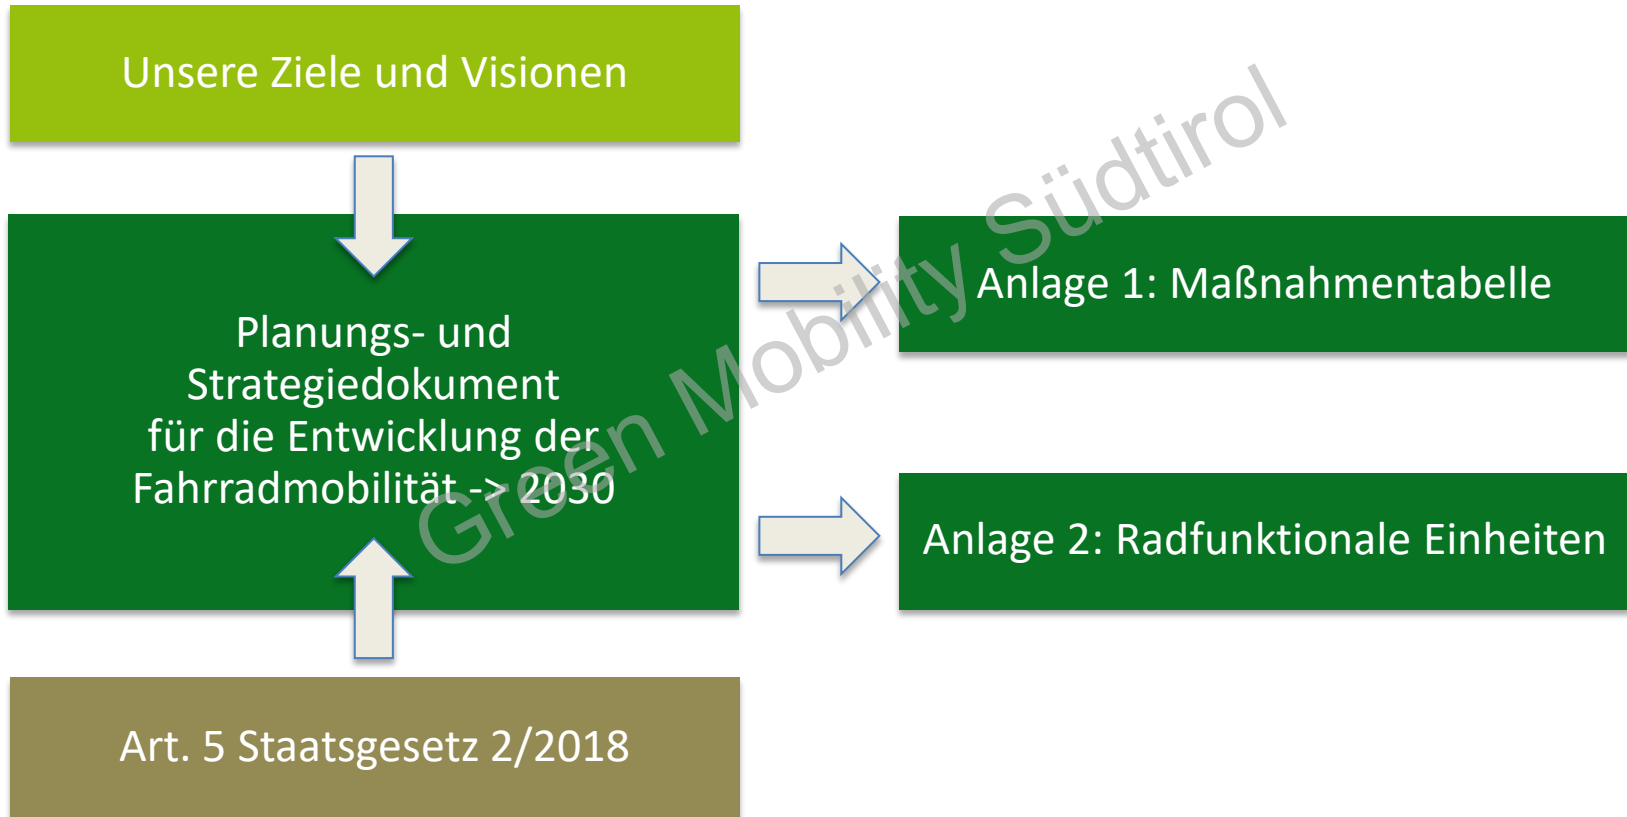 Unsere Ziele und Visionen
Planungs- und
Strategiedokument
für die Entwicklung der
Fahrradmobilität -> 2030
Art. 5 Staatsgesetz 2/2018
Anlage 1: Maßnahmentabelle
Anlage 2: Radfunktionale Einheiten
Green Mobility Südtirol